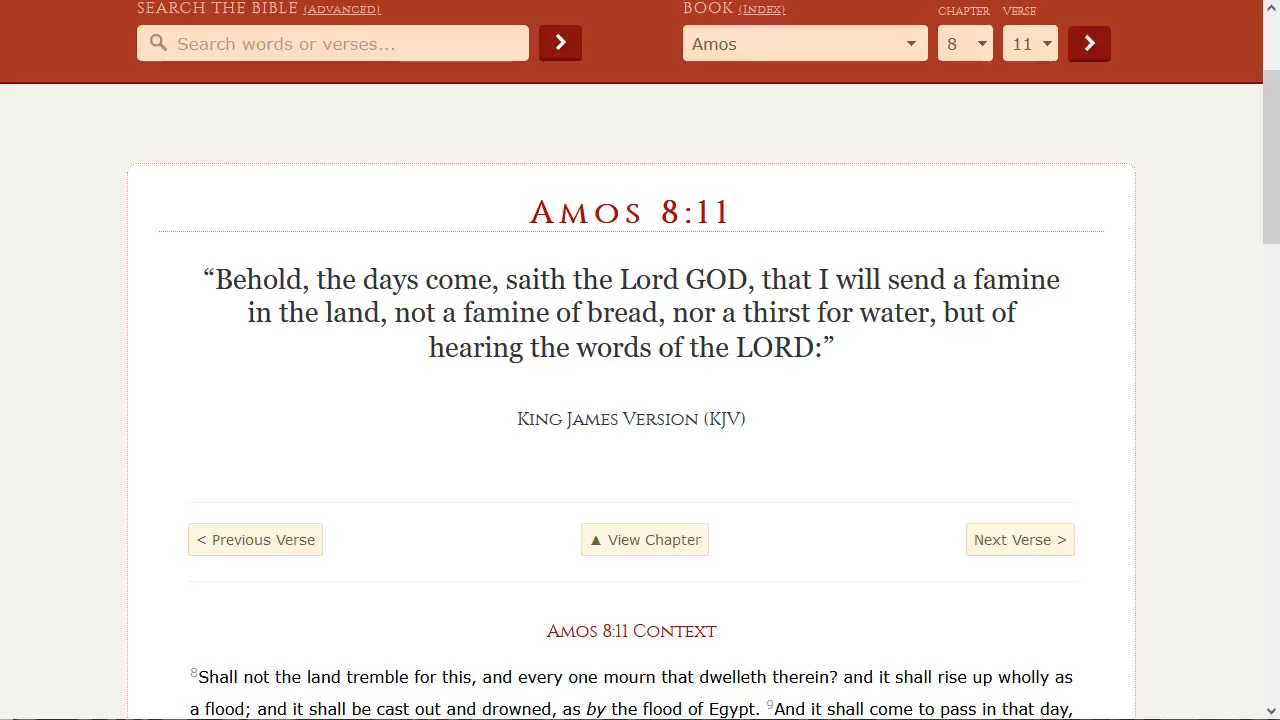 SEARCH THE BIBLE (ADVANCED)
BOOK (INDEX)
CHAPTER VERSE
Search words or verses...
Amos
8
11
AMOS 8:11
“Behold, the days come, saith the Lord GOD, that I will send a famine
in the land, not a famine of bread, nor a thirst for water, but of
hearing the words of the LORD:”
KING JAMES VERSION (KJV)
< Previous Verse
▲ View Chapter
Next Verse >
AMOS 8:11 CONTEXT
8Shall not the land tremble for this, and every one mourn that dwelleth therein? and it shall rise up wholly as
a flood; and it shall be cast out and drowned, as by the flood of Egypt. 9And it shall come to pass in that day,